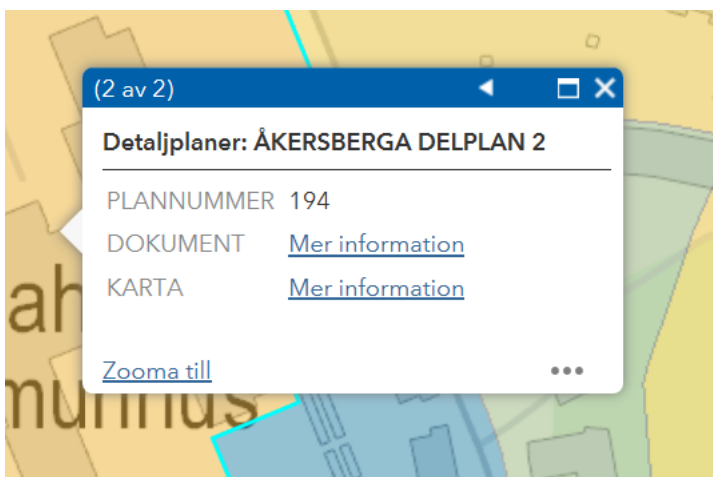 (2 av 2)
Detaljplaner: ÅKERSBERGA DELPLAN 2
PLANNUMMER 194
DOKUMENT Mer information
KARTA Mer information
Zooma till